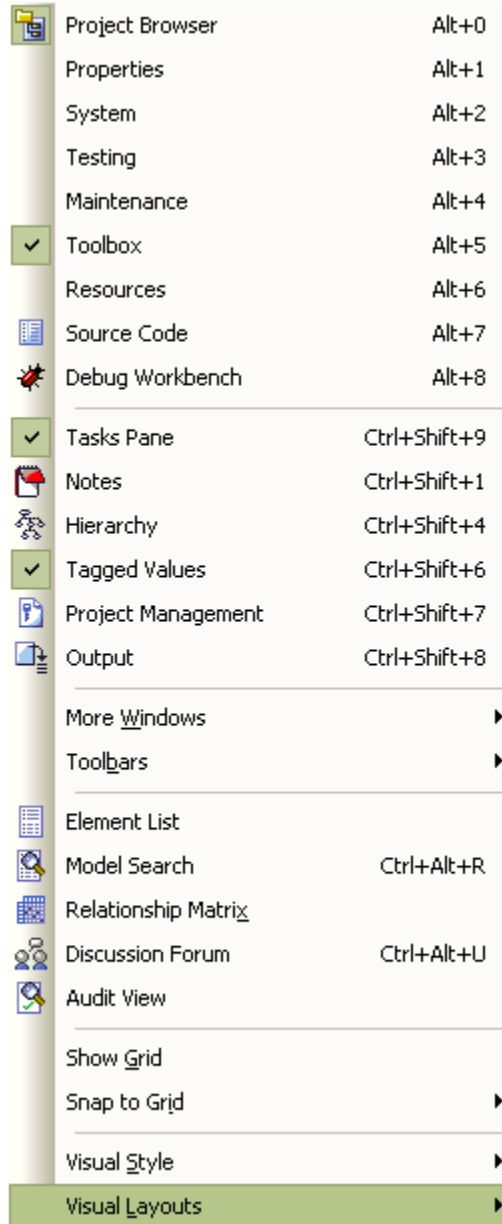 Project Browser Alt+0
Properties Alt+1
System Alt+2
Testing Alt+3
Maintenance Alt+4
Toolbox Alt+5
Resources Alt+6
Source Code Alt+7
Debug Workbench Alt+8
Tasks Pane Ctrl+Shift+9
Notes Ctrl+Shift+1
Hierarchy Ctrl+Shift+4
Tagged Values Ctrl+Shift+6
Project Management Ctrl+Shift+7
Output Ctrl+Shift+8
More Windows
Toolbars
Element List
Model Search Ctrl+Alt+R
Relationship Matrix
Discussion Forum Ctrl+Alt+U
Audit View
Show Grid
Snap to Grid
Visual Style
Visual Layouts